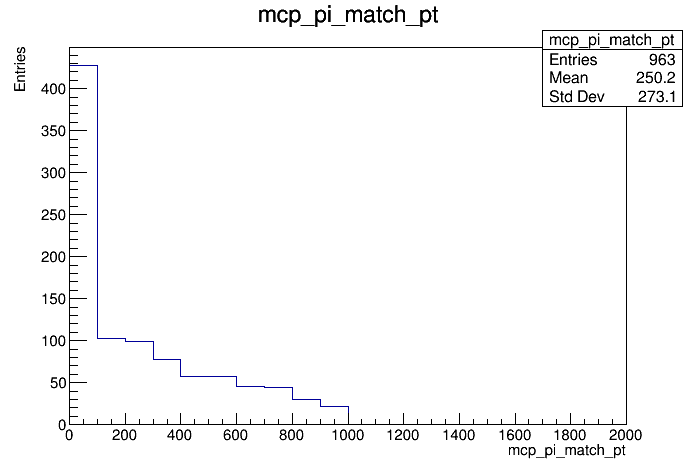 mcp_pi_match_pt
mcp_pi_match_pt
Entries 963
Mean 250.2
Std Dev 273.1
Entries
400
350
300
250
200
150
100
50
0
0 200 400 600 800 1000 1200 1400 1600 1800 2000
mcp_pi_match_pt